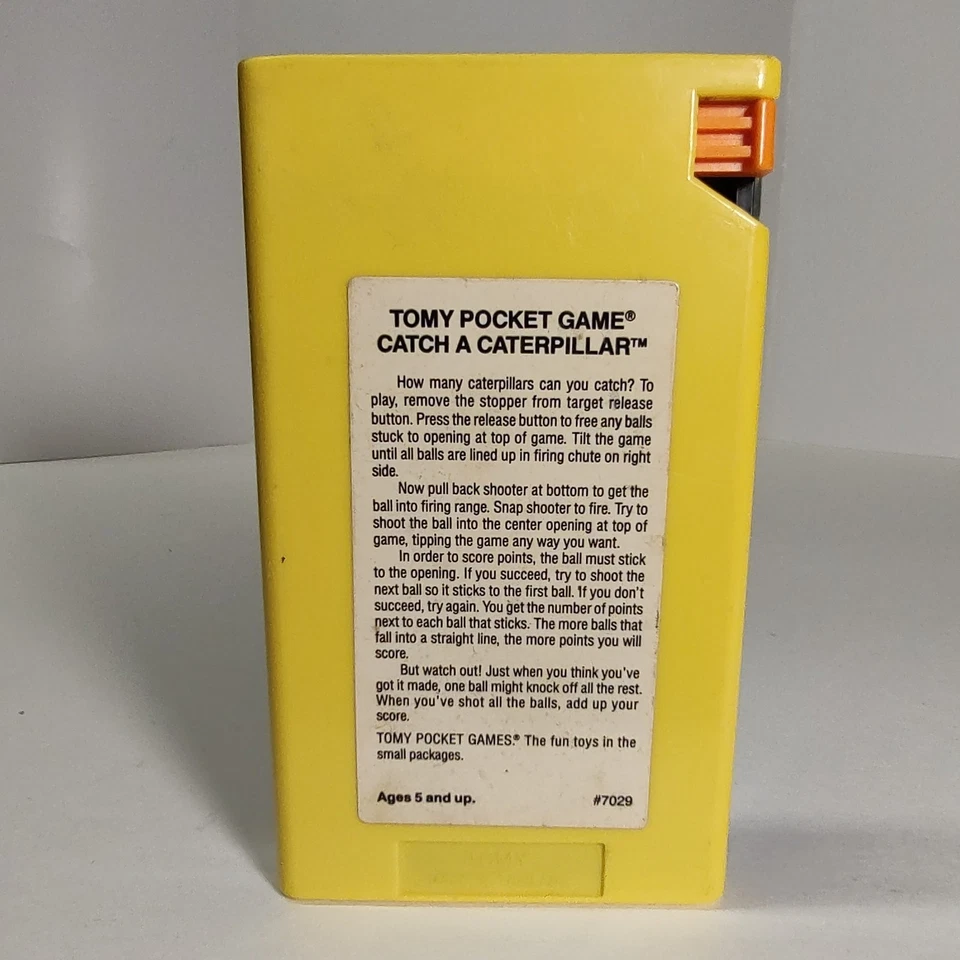 TOMY POCKET GAME®
CATCH A CATERPILLAR™
How many caterpillars can you catch? To
play, remove the stopper from target release
button. Press the release button to free any balls
stuck to opening at top of game. Tilt the game
until all balls are lined up in firing chute on right
side.
Now pull back shooter at bottom to get the
ball into firing range. Snap shooter to fire. Try to
shoot the ball into the center opening at top of
game, tipping the game any way you want.
In order to score points, the ball must stick
to the opening. If you succeed, try to shoot the
next ball so it sticks to the first ball. If you don't
succeed, try again. You get the number of points
next to each ball that sticks. The more balls that
fall into a straight line, the more points you will
score.
But watch out! Just when you think you've
got it made, one ball might knock off all the rest.
When you've shot all the balls, add up your
score.
TOMY POCKET GAMES.® The fun toys in the
small packages.
Ages 5 and up.
#7029